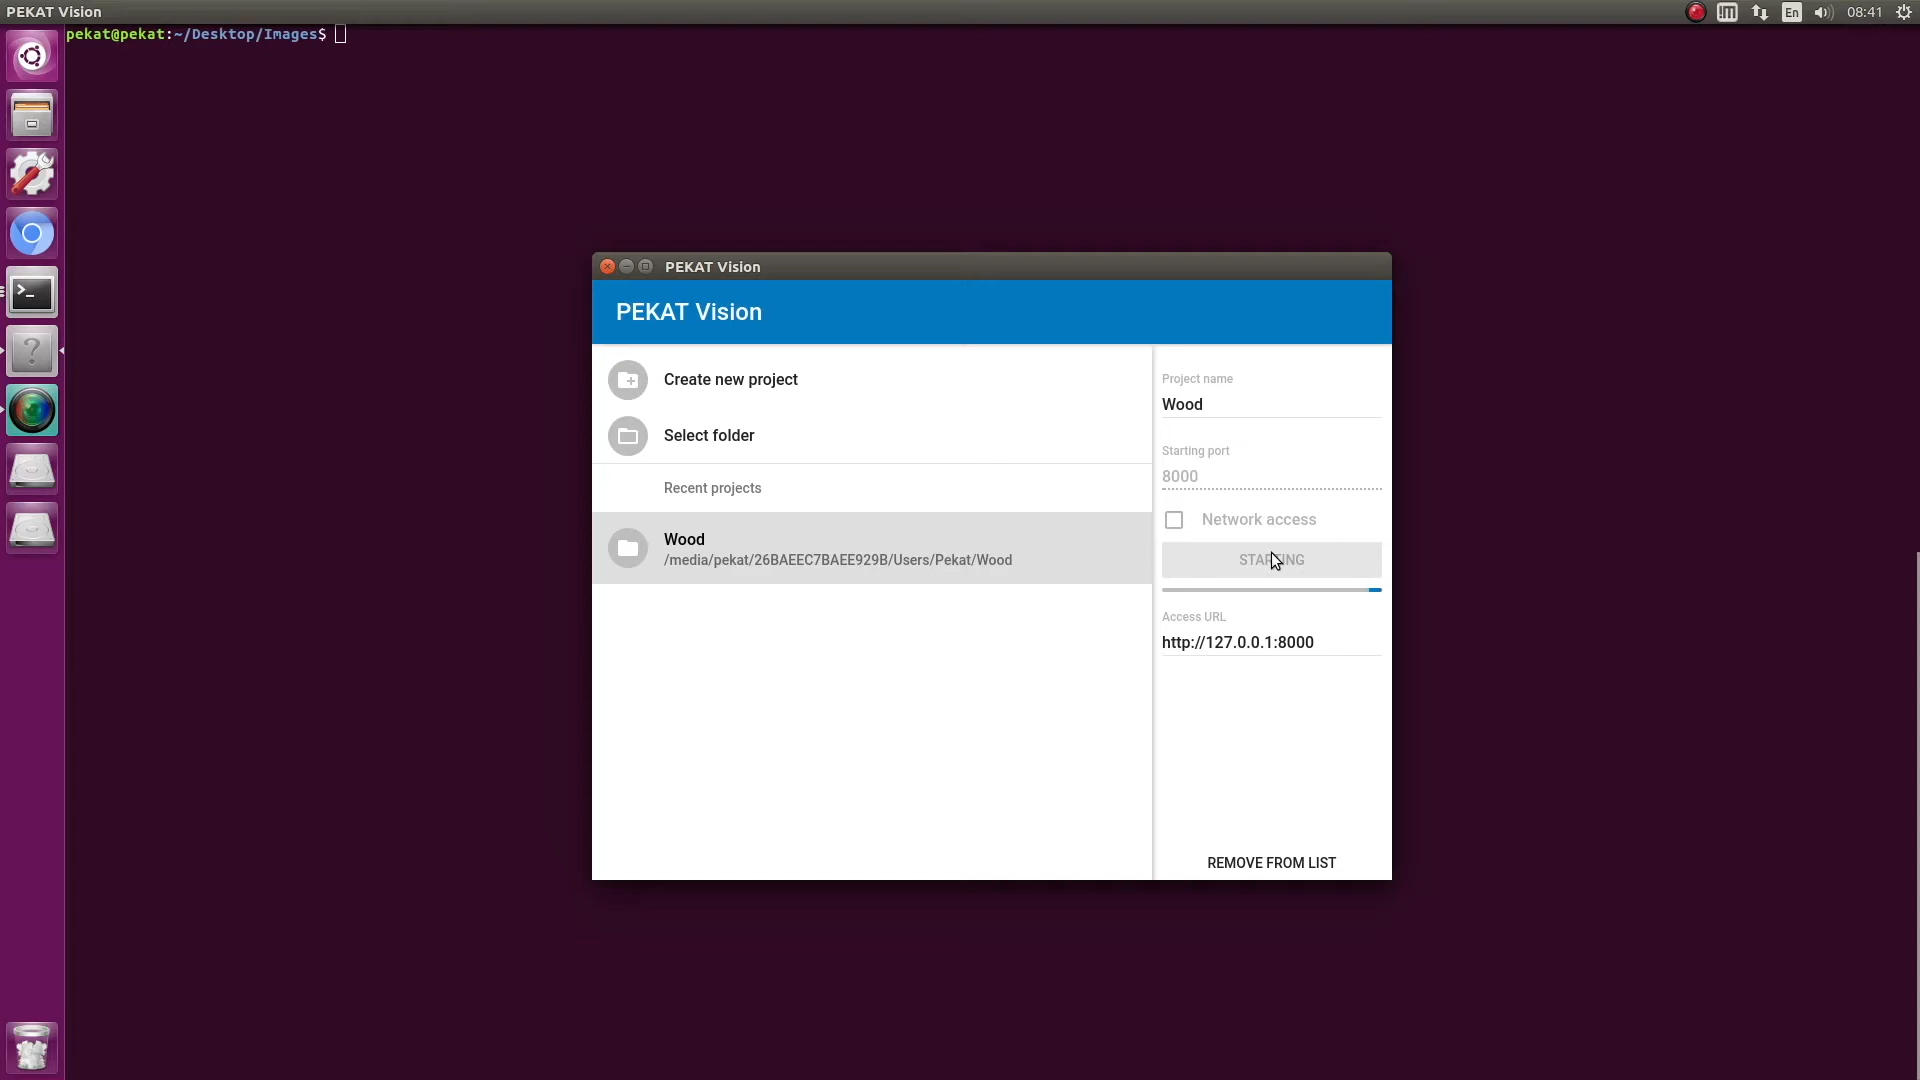 PEKAT Vision
En
08:41
pekat@pekat:~/Desktop/Images$
PEKAT Vision
PEKAT Vision
Create new project
Select folder
Recent projects
Wood
/media/pekat/26BAEEC7BAEE929B/Users/Pekat/Wood
Project name
Wood
Starting port
8000
Network access
STARTING
Access URL
http://127.0.0.1:8000
REMOVE FROM LIST